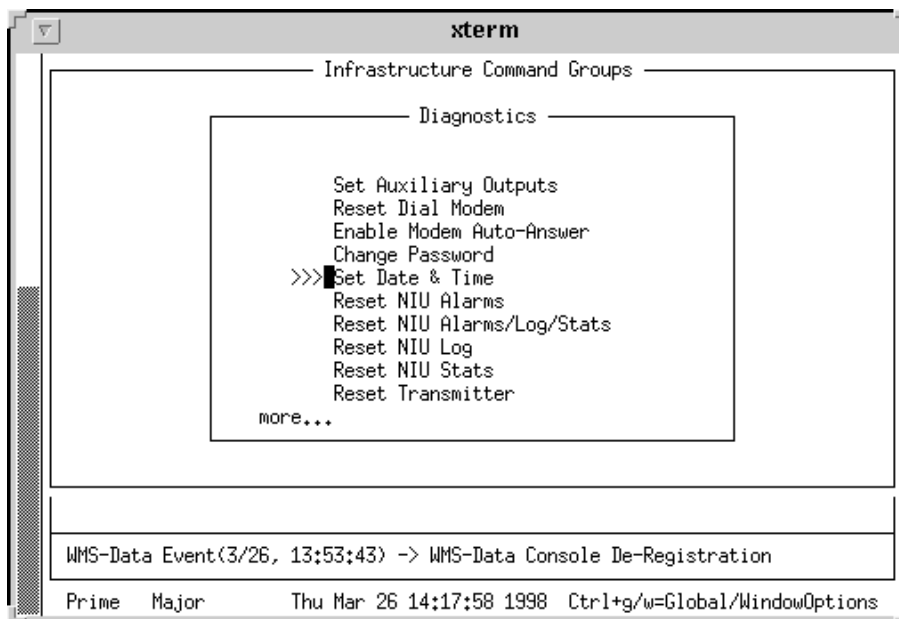 xterm
Infrastructure Command Groups
Diagnostics
Set Auxiliary Outputs
Reset Dial Modem
Enable Modem Auto-Answer
Change Password
>>> Set Date & Time
Reset NIU Alarms
Reset NIU Alarms/Log/Stats
Reset NIU Log
Reset NIU Stats
Reset Transmitter
more...
WMS-Data Event(3/26, 13:53:43) -> WMS-Data Console De-Registration
Prime Major Thu Mar 26 14:17:58 1998 Ctrl+g/w=Global/WindowOptions